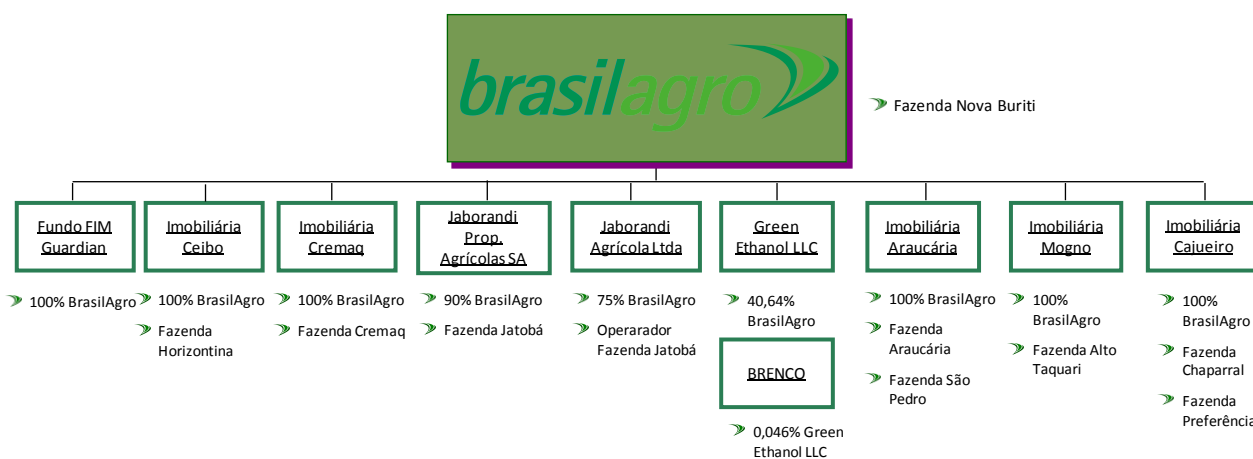 brasilagro
Fazenda Nova Buriti
Fundo FIM
Guardian
Imobiliária
Ceibo
Imobiliária
Cremaq
Jaborandi
Prop.
Agrícolas SA
Jaborandi
Agrícola Ltda
Green
Ethanol LLC
Imobiliária
Araucária
Imobiliária
Mogno
Imobiliária
Cajueiro
100% BrasilAgro
100% BrasilAgro
Fazenda
Horizontina
100% BrasilAgro
Fazenda Cremaq
90% BrasilAgro
Fazenda Jatobá
75% BrasilAgro
Operarador
Fazenda Jatobá
40,64%
BrasilAgro
BRENCO
0,046% Green
Ethanol LLC
100% BrasilAgro
Fazenda
Araucária
Fazenda São
Pedro
100%
BrasilAgro
Fazenda Alto
Taquari
100%
BrasilAgro
Fazenda
Chaparral
Fazenda
Preferência